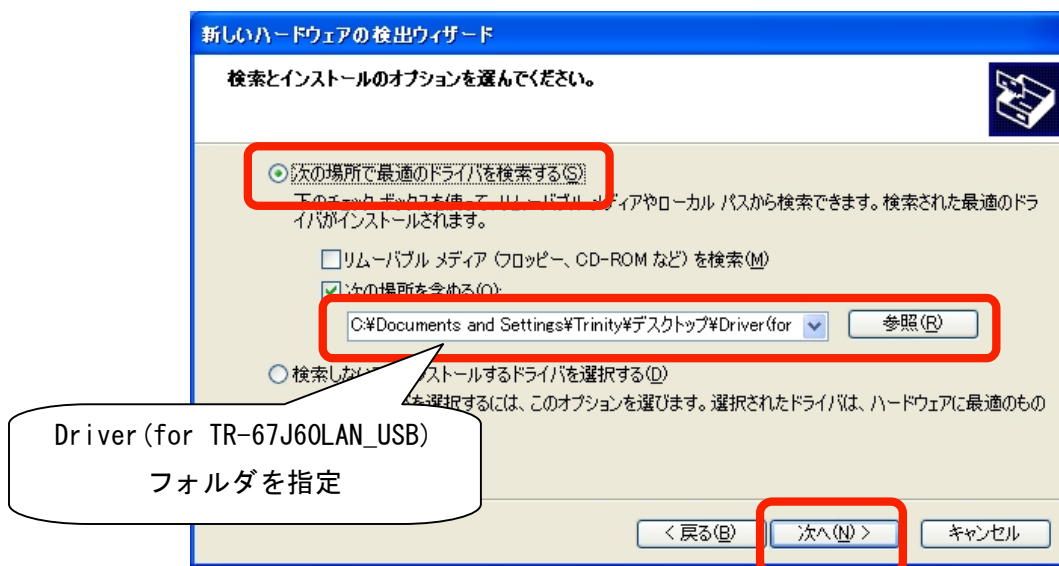 新しいハードウェアの検出ウィザード
検索とインストールのオプションを選んでください。
次の場所で最適のドライバを検索する(S)
下のチェック ボックスを使って、リムーバブル メディアやローカル パスから検索できます。検索された最適のドラ
イバがインストールされます。
リムーバブル メディア (フロッピー、CD-ROM など) を検索(M)
次の場所を含める(O):
C:¥Documents and Settings¥Trinity¥デスクトップ¥Driver(for
参照(R)
検索しない ストールするドライバを選択する(D)
を選択するには、このオプションを選びます。選択されたドライバは、ハードウェアに最適のもの
Driver(for TR-67J60LAN_USB)
フォルダを指定
< 戻る(B)
次へ(N) >
キャンセル